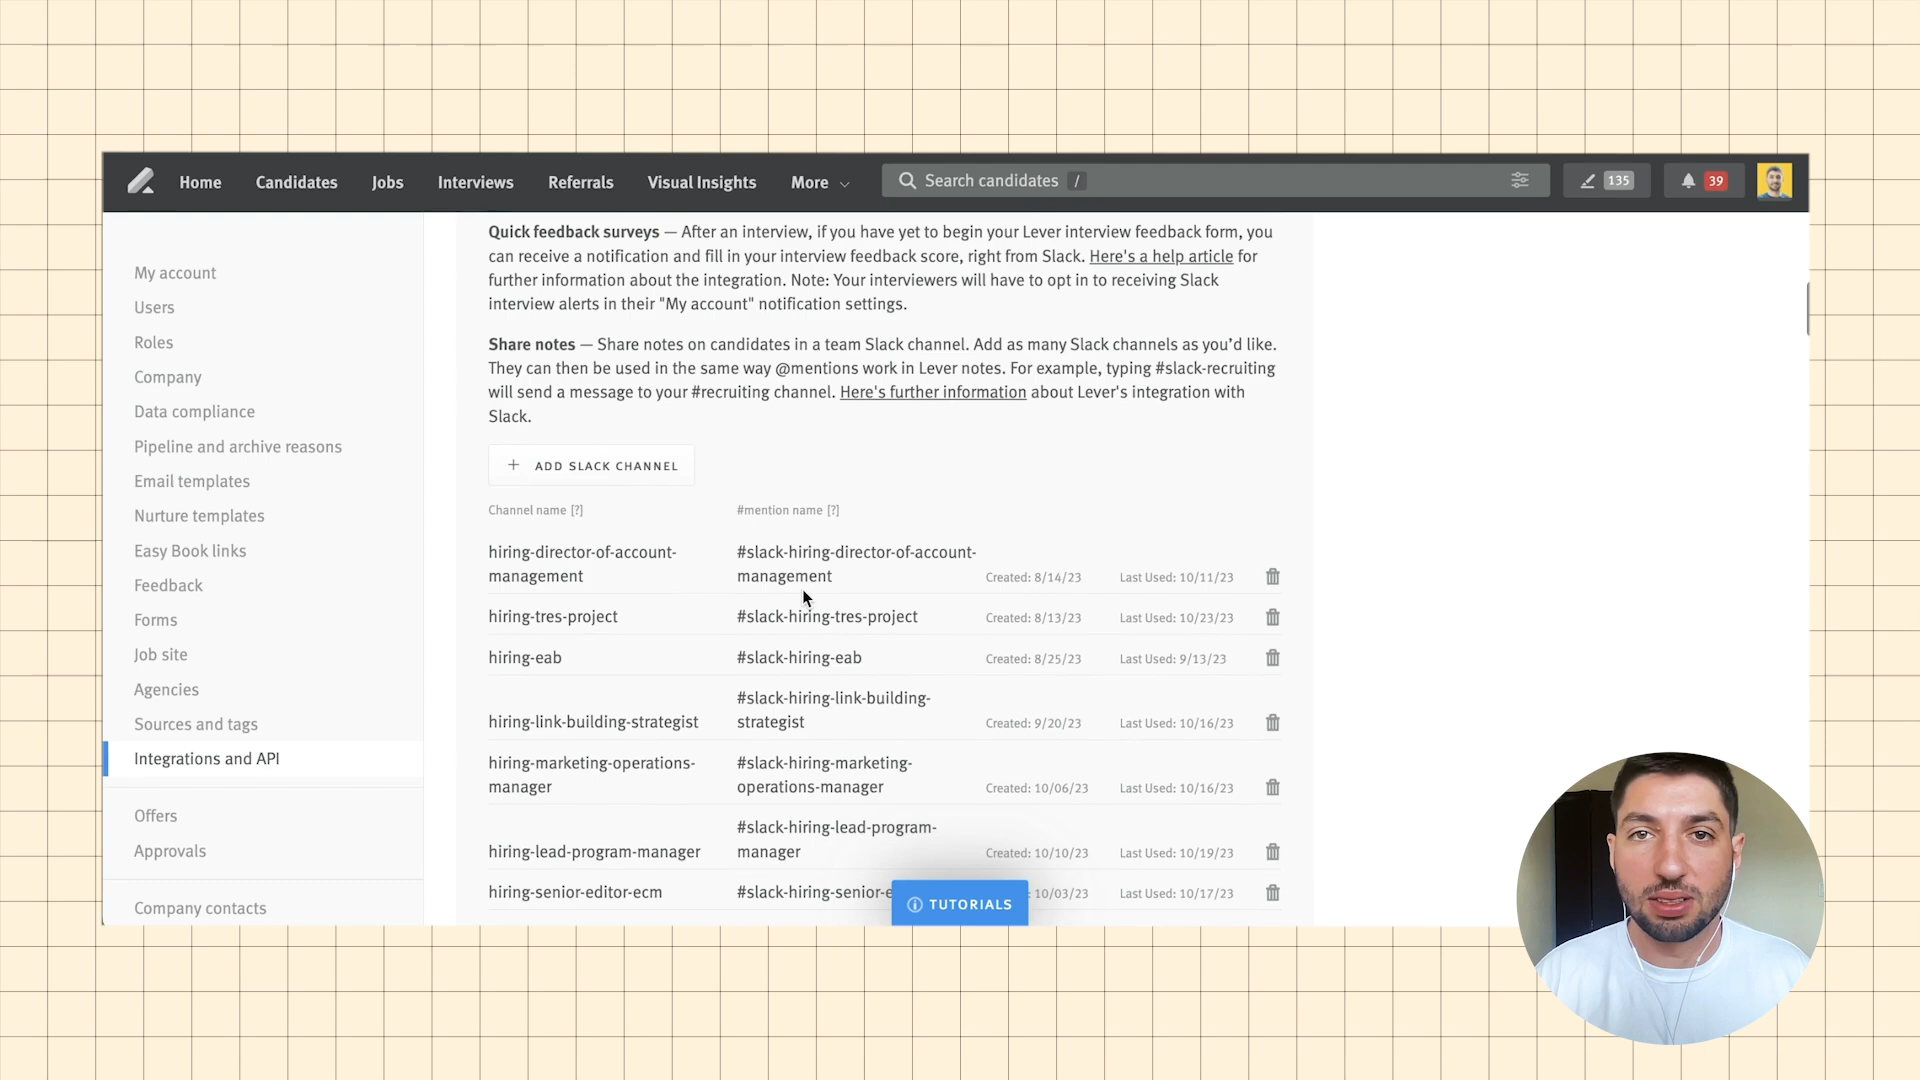 Home Candidates Jobs Interviews Referrals Visual Insights More Search candidates / 135 39
My account
Users
Roles
Company
Data compliance
Pipeline and archive reasons
Email templates
Nurture templates
Easy Book links
Feedback
Forms
Job site
Agencies
Sources and tags
Integrations and API
Offers
Approvals
Company contacts
Quick feedback surveys — After an interview, if you have yet to begin your Lever interview feedback form, you
can receive a notification and fill in your interview feedback score, right from Slack. Here's a help article for
further information about the integration. Note: Your interviewers will have to opt in to receiving Slack
interview alerts in their "My account" notification settings.
Share notes — Share notes on candidates in a team Slack channel. Add as many Slack channels as you’d like.
They can then be used in the same way @mentions work in Lever notes. For example, typing #slack-recruiting
will send a message to your #recruiting channel. Here's further information about Lever's integration with
Slack.
+ ADD SLACK CHANNEL
Channel name [?] #mention name [?]
hiring-director-of-account-
management
#slack-hiring-director-of-account-
management
Created: 8/14/23 Last Used: 10/11/23
hiring-tres-project #slack-hiring-tres-project Created: 8/13/23 Last Used: 10/23/23
hiring-eab #slack-hiring-eab Created: 8/25/23 Last Used: 9/13/23
hiring-link-building-strategist
#slack-hiring-link-building-
strategist
Created: 9/20/23 Last Used: 10/16/23
hiring-marketing-operations-
manager
#slack-hiring-marketing-
operations-manager
Created: 10/06/23 Last Used: 10/16/23
hiring-lead-program-manager
#slack-hiring-lead-program-
manager
Created: 10/10/23 Last Used: 10/19/23
hiring-senior-editor-ecm #slack-hiring-senior-e : 10/03/23 Last Used: 10/17/23
TUTORIALS